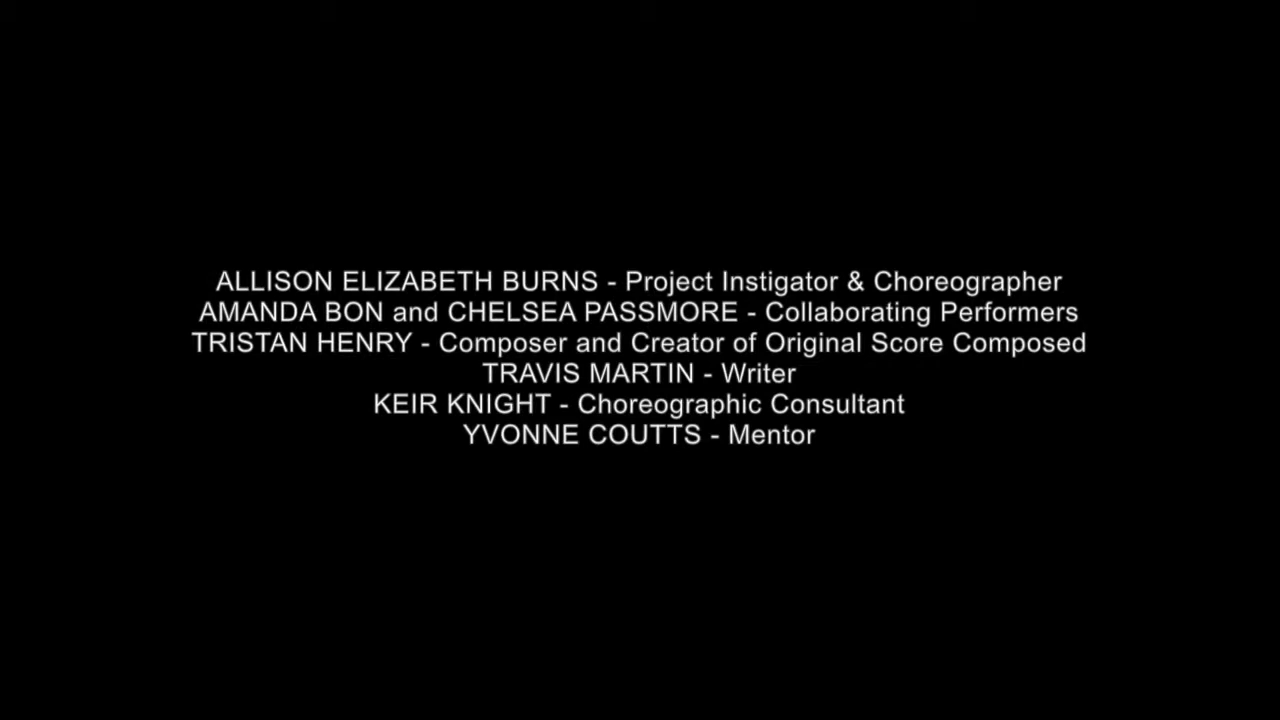 ALLISON ELIZABETH BURNS - Project Instigator & Choreographer
AMANDA BON and CHELSEA PASSMORE - Collaborating Performers
TRISTAN HENRY - Composer and Creator of Original Score Composed
TRAVIS MARTIN - Writer
KEIR KNIGHT - Choreographic Consultant
YVONNE COUTTS - Mentor